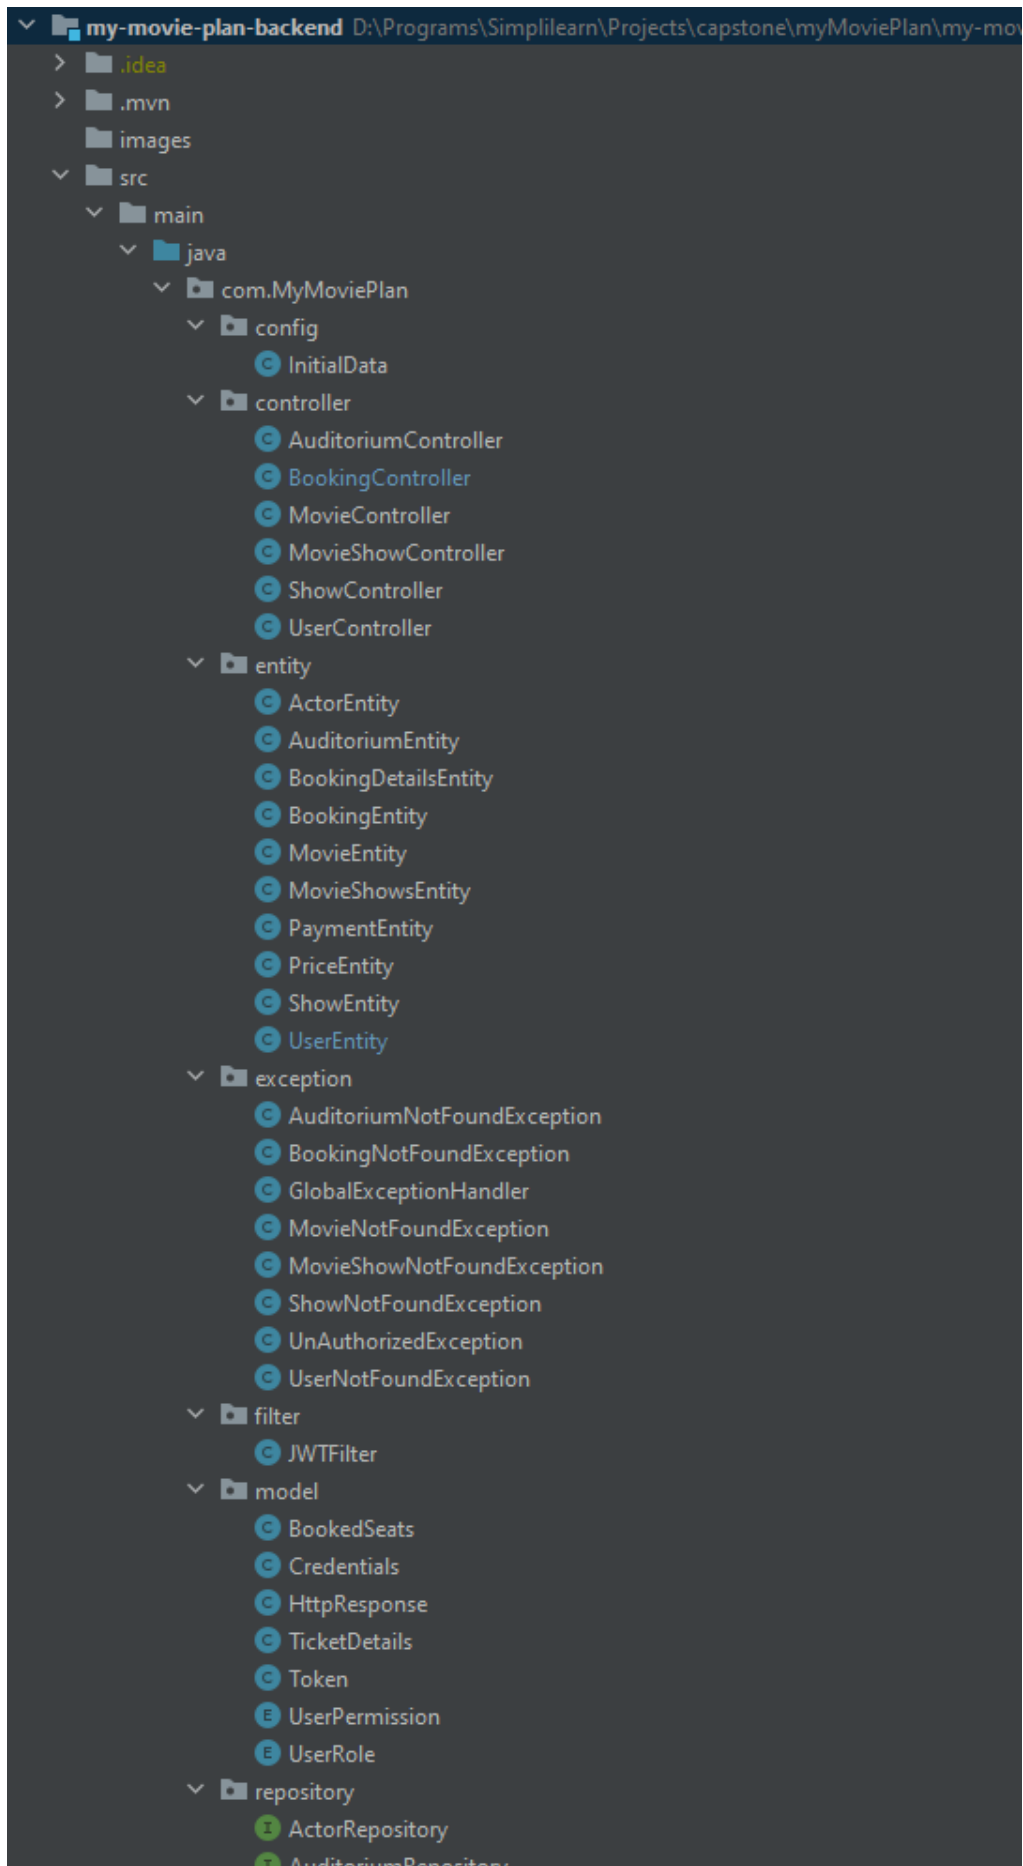 my-movie-plan-backend D:\Programs\Simplilearn\Projects\capstone\myMoviePlan\my-mov
.idea
.mvn
images
src
main
java
com.MyMoviePlan
config
InitialData
controller
AuditoriumController
BookingController
MovieController
MovieShowController
ShowController
UserController
entity
ActorEntity
AuditoriumEntity
BookingDetailsEntity
BookingEntity
MovieEntity
MovieShowsEntity
PaymentEntity
PriceEntity
ShowEntity
UserEntity
exception
AuditoriumNotFoundException
BookingNotFoundException
GlobalExceptionHandler
MovieNotFoundException
MovieShowNotFoundException
ShowNotFoundException
UnAuthorizedException
UserNotFoundException
filter
JWTFilter
model
BookedSeats
Credentials
HttpResponse
TicketDetails
Token
UserPermission
UserRole
repository
ActorRepository
AuditoriumRepository